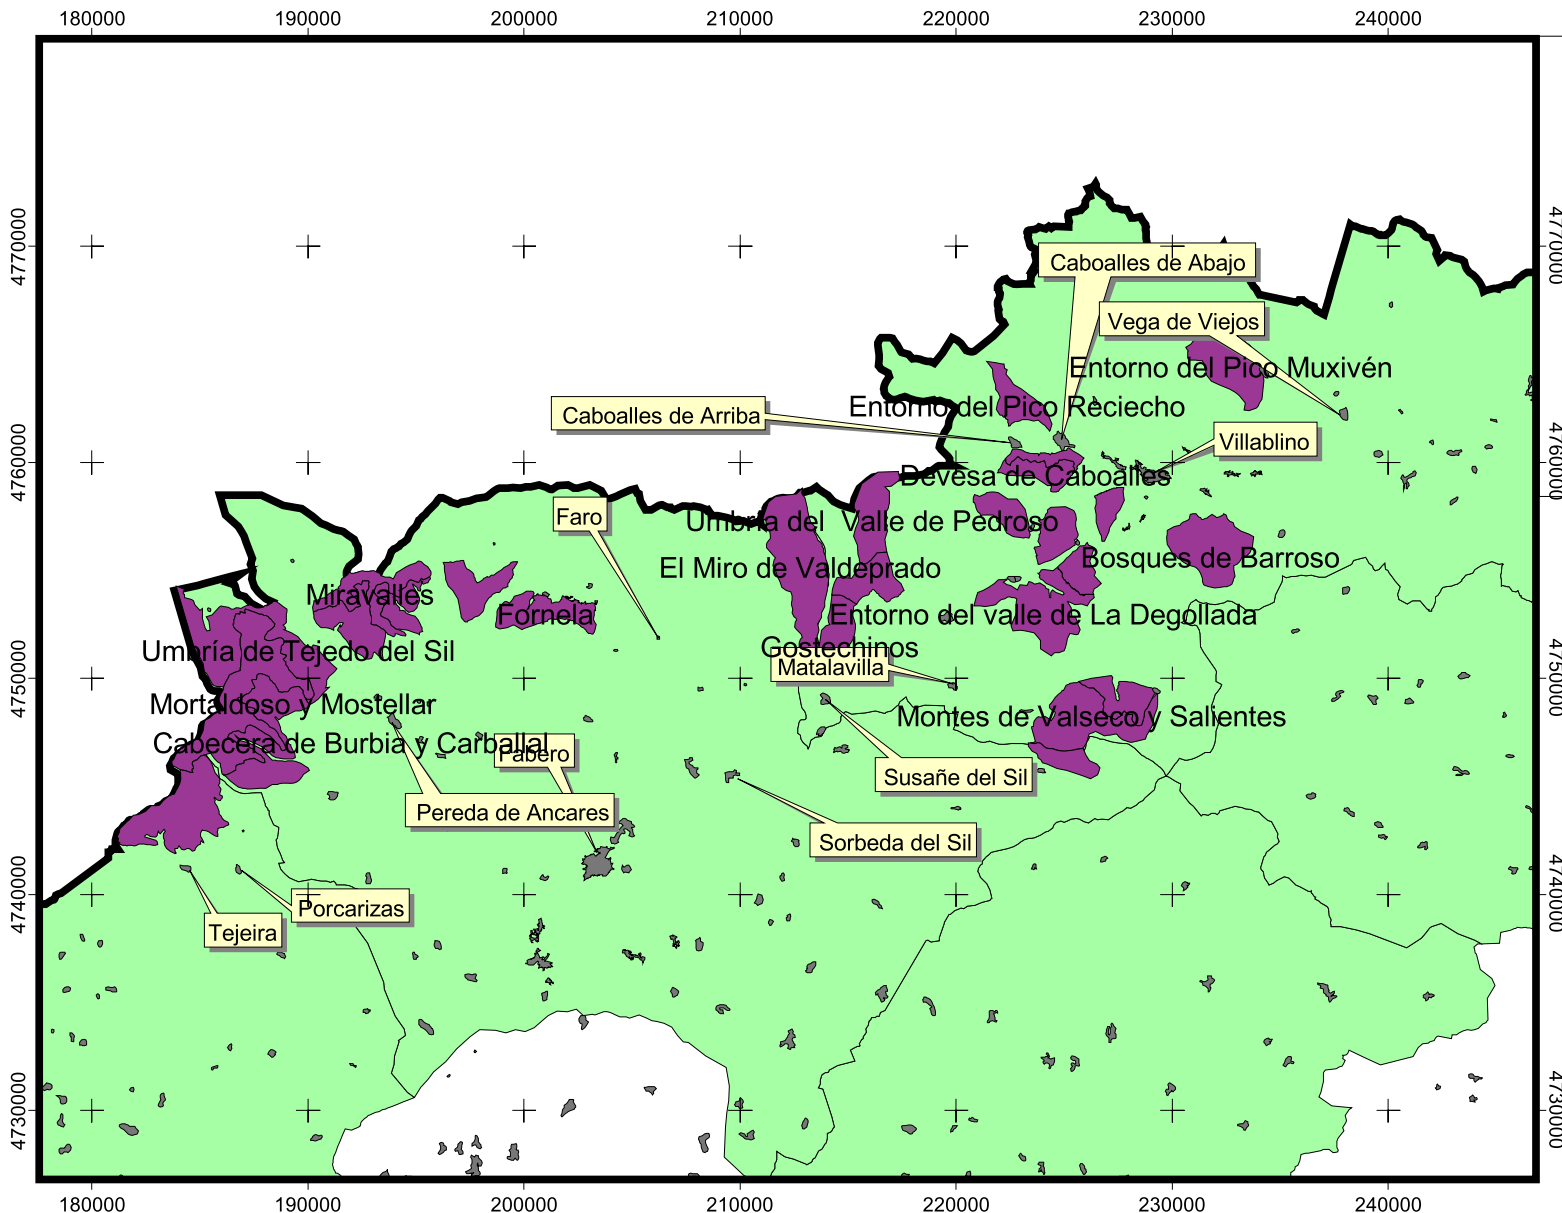 180000 190000 200000 210000 220000 230000 240000
4770000 4770000
Caboalles de Abajo
Vega de Viejos
Entorno del Pico Muxivén
Entorno del Pico Reciecho
Caboalles de Arriba
Villablino
4760000 4760000
Devesa de Caboalles
Faro
Umbría del Valle de Pedroso
Bosques de Barroso
El Miro de Valdeprado
Miravalles
Fornela
Entorno del valle de La Degollada
Gostechinos
Umbría de Tejedo del Sil
Matalavilla
4750000 4750000
Mortaldoso y Mostellar
Montes de Valseco y Salientes
Cabecera de Burbia y Carballal
Fabero
Susañe del Sil
Pereda de Ancares
Sorbeda del Sil
4740000 4740000
Porcarizas
Tejeira
4730000 4730000
180000 190000 200000 210000 220000 230000 240000